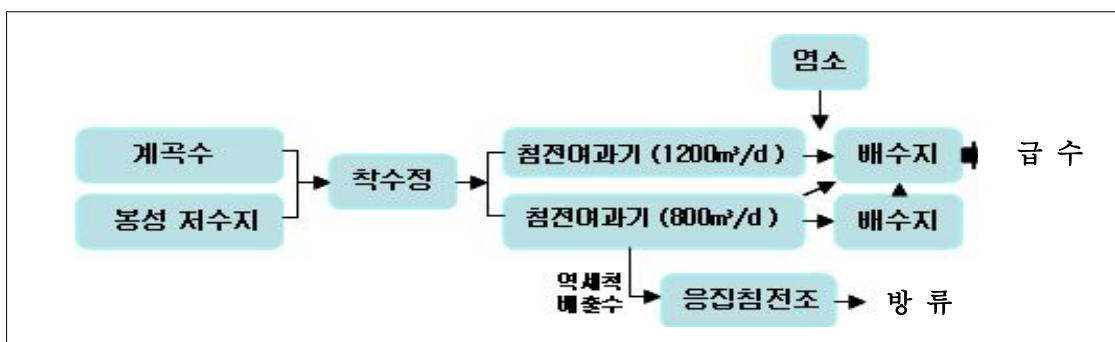 염소
계곡수
봉성 저수지
착수정
침전여과기 (1200m³/d )
침전여과기 (800m³/d )
배수지
급 수
배수지
역세척
배출수
응집침전조
방 류